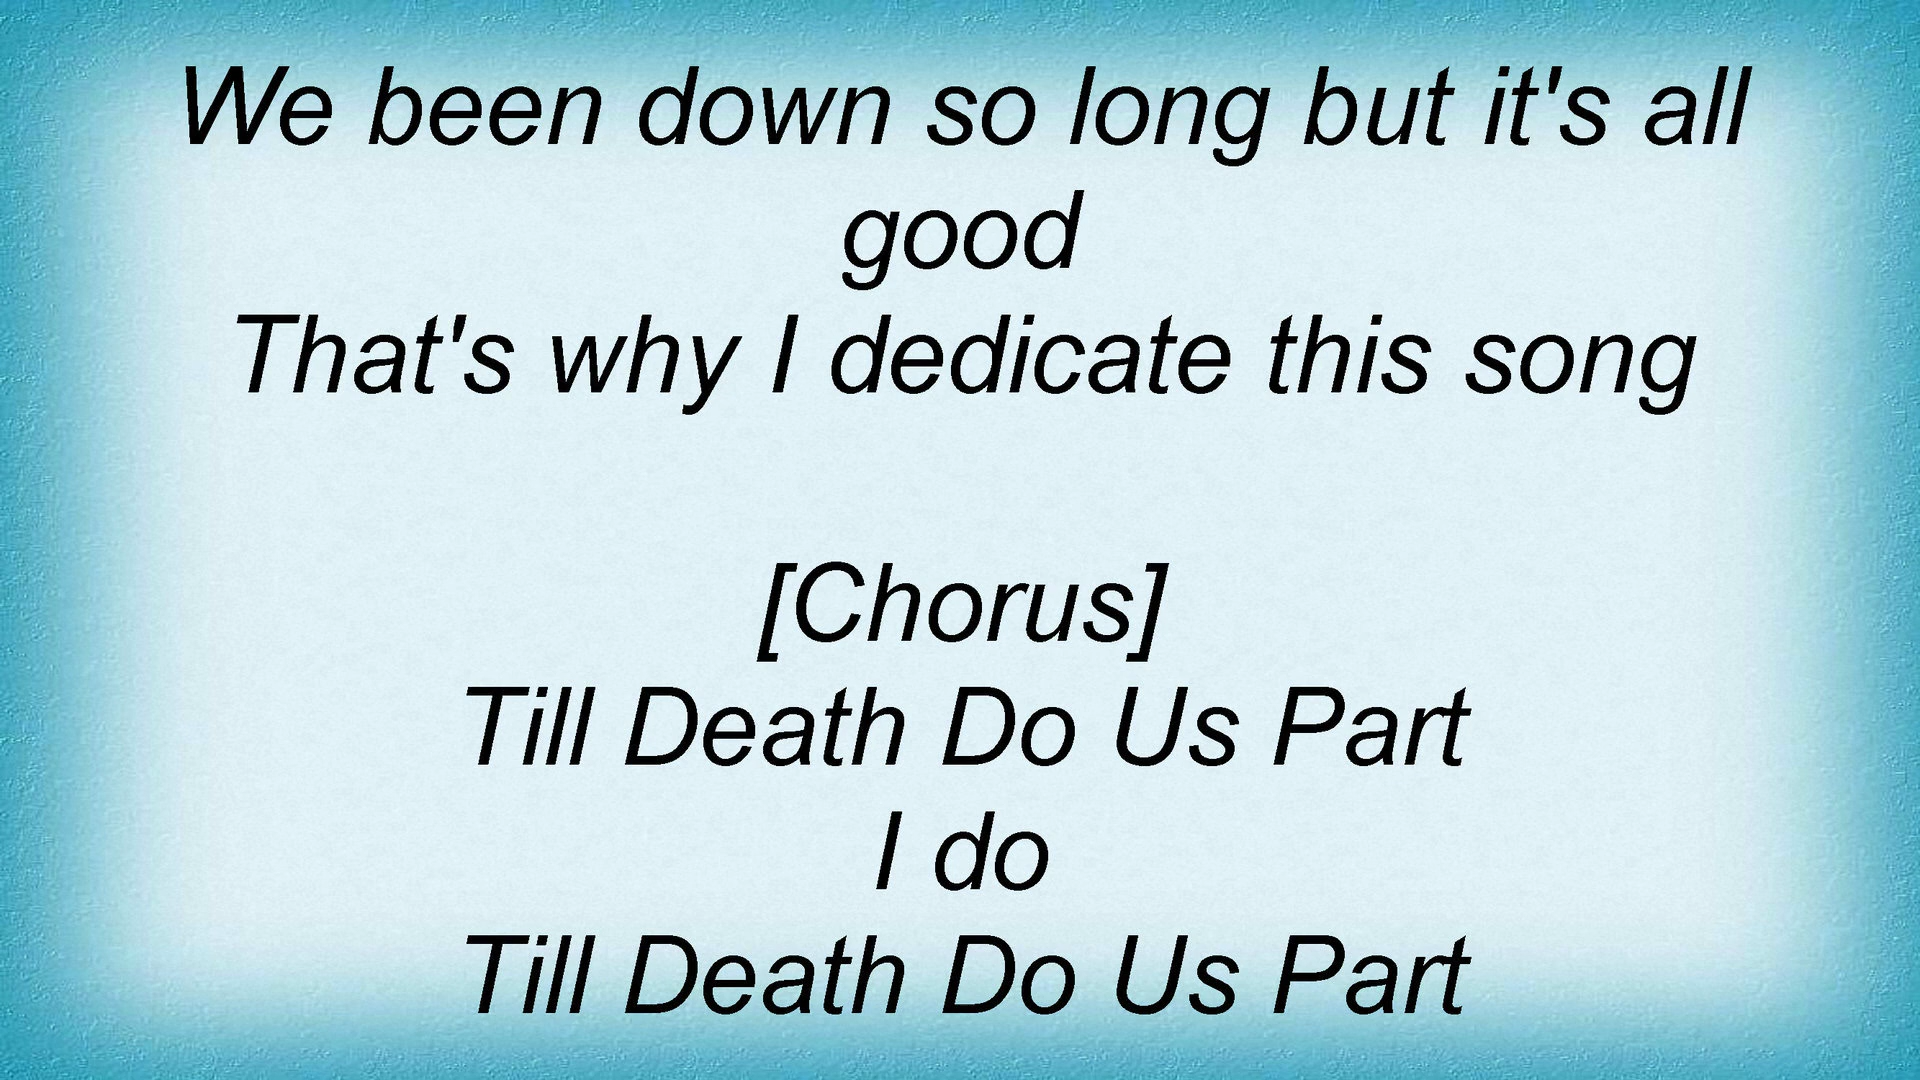 We been down so long but it's all
good
That's why I dedicate this song
[Chorus]
Till Death Do Us Part
I do
Till Death Do Us Part